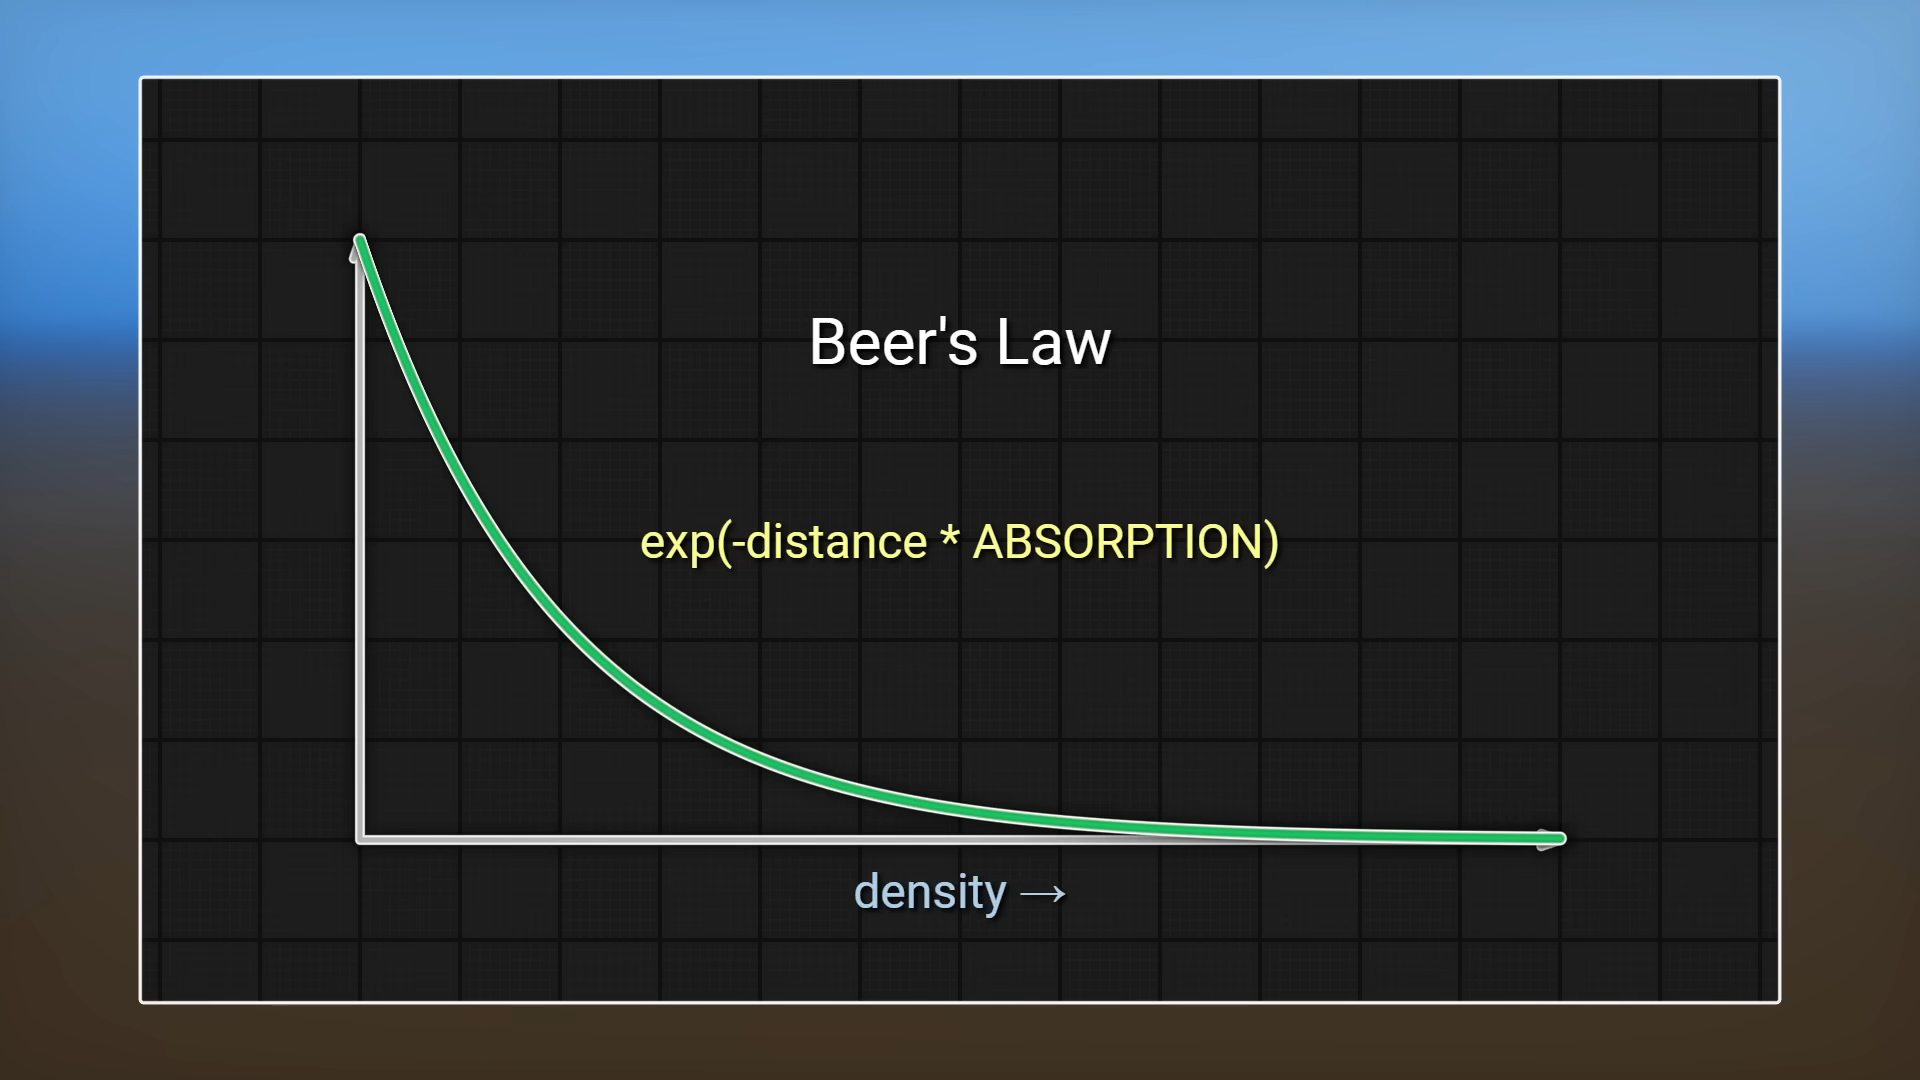 Beer's Law
exp(-distance * ABSORPTION)
density →